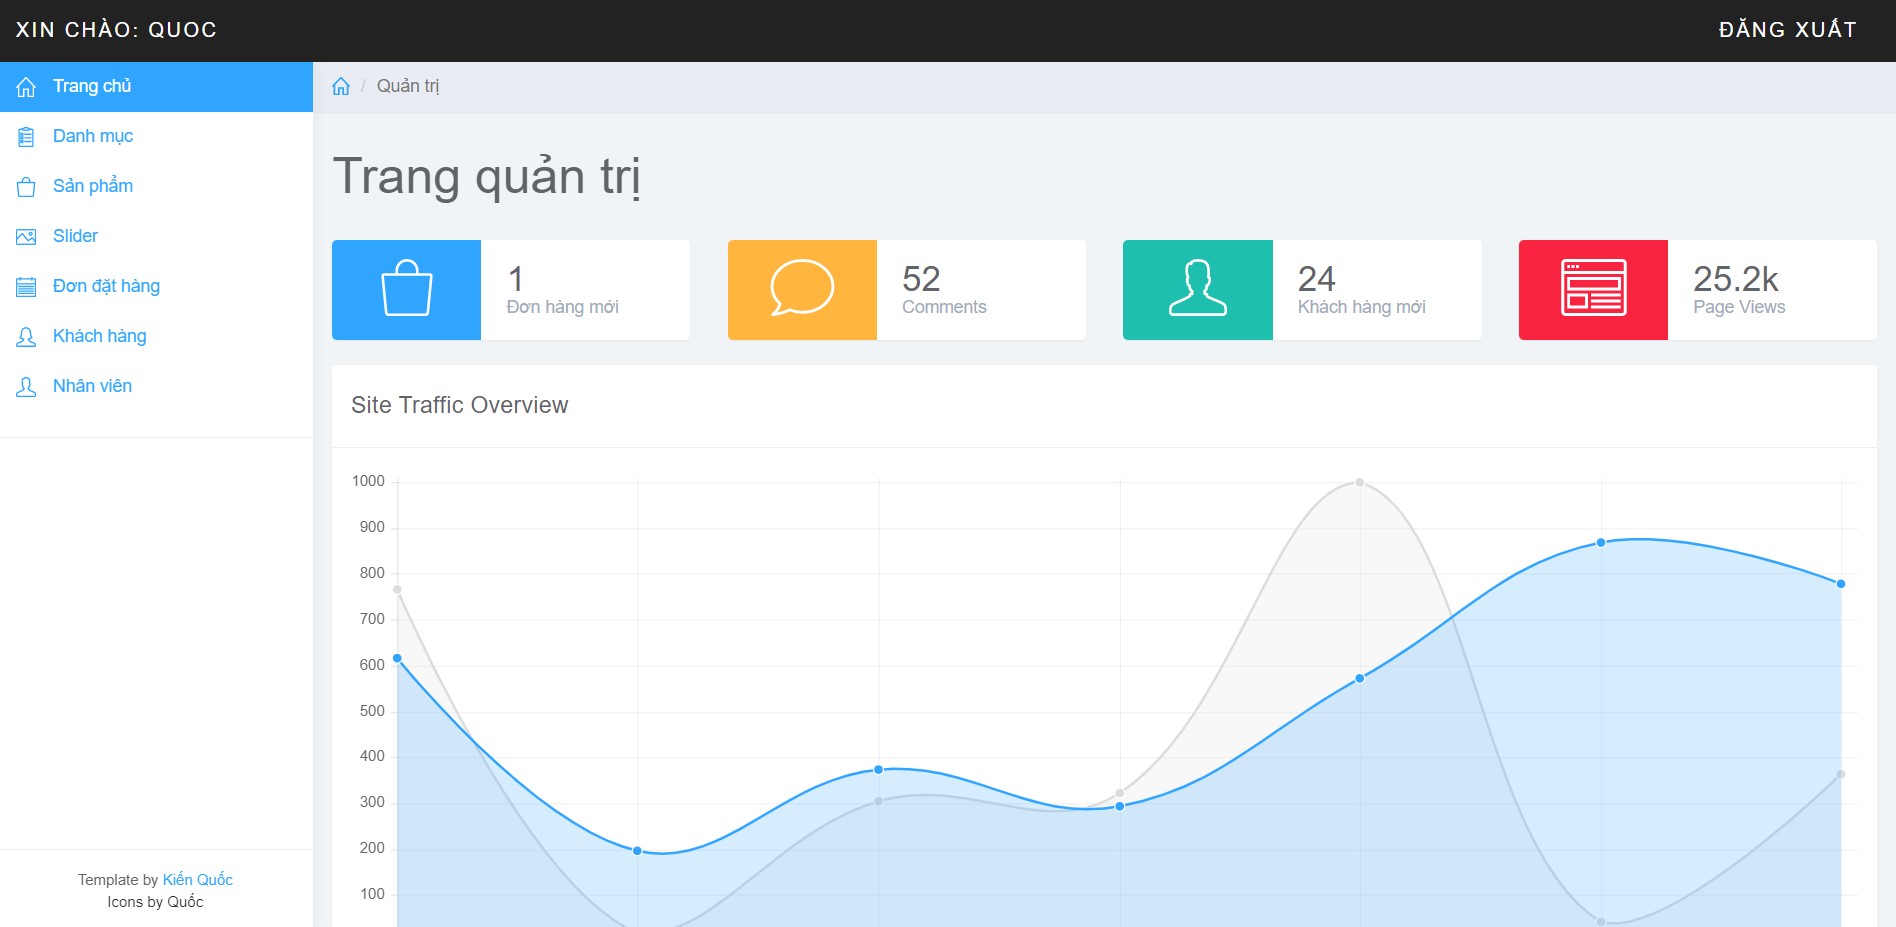 XIN CHÀO: QUOC
ĐĂNG XUẤT
Trang chủ
Danh mục
Sản phẩm
Slider
Đơn đặt hàng
Khách hàng
Nhân viên
Template by Kiến Quốc
Icons by Quốc
/ Quản trị
Trang quản trị
1
Đơn hàng mới
52
Comments
24
Khách hàng mới
25.2k
Page Views
Site Traffic Overview
1000
900
800
700
600
500
400
300
200
100